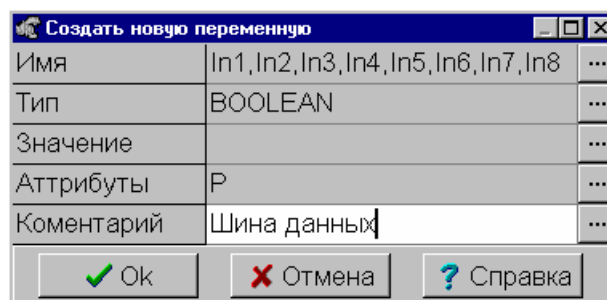 Создать новую переменную
Имя In1,In2,In3,In4,In5,In6,In7,In8 ...
Тип BOOLEAN ...
Значение ...
Аттрибуты P ...
Коментарий Шина данных ...
Ok Отмена ? Справка